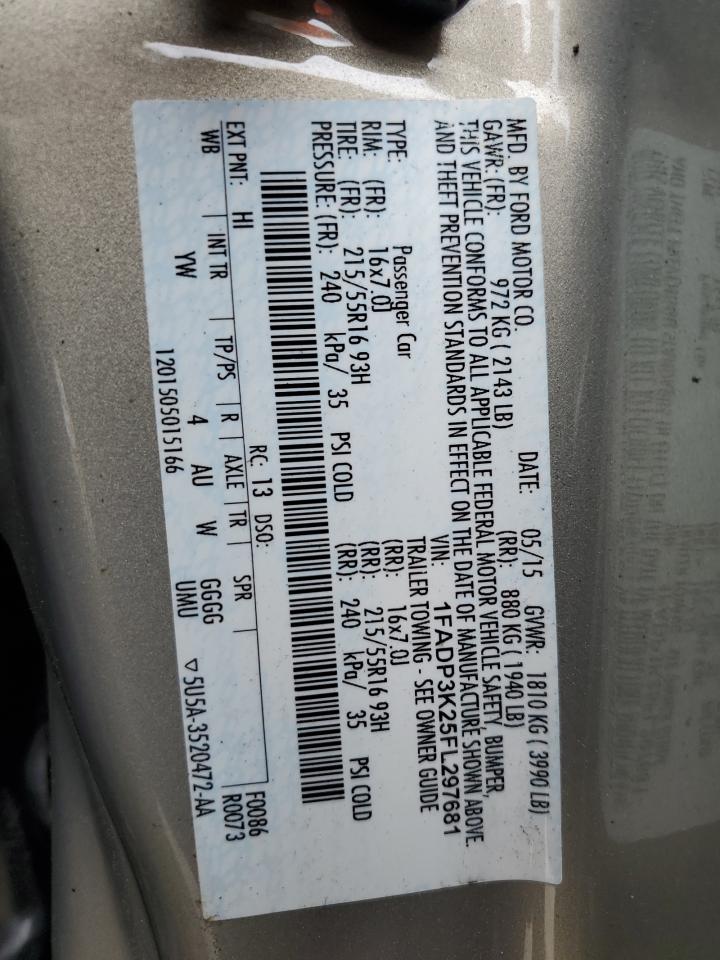 MFD. BY FORD MOTOR CO. DATE: 05/15 GVWR: 1810 KG ( 3990 LB)
GAWR: (FR): 972 KG ( 2143 LB) (RR): 880 KG ( 1940 LB)
THIS VEHICLE CONFORMS TO ALL APPLICABLE FEDERAL MOTOR VEHICLE SAFETY, BUMPER,
AND THEFT PREVENTION STANDARDS IN EFFECT ON THE DATE OF MANUFACTURE SHOWN ABOVE.
VIN: 1FADP3K25FL297681
TYPE: Passenger Car TRAILER TOWING - SEE OWNER GUIDE
RIM: (FR): 16x7.0J (RR): 16x7.0J
TIRE: (FR): 215/55R16 93H (RR): 215/55R16 93H
PRESSURE: (FR): 240 kPa/ 35 PSI COLD (RR): 240 kPa/ 35 PSI COLD
EXT PNT: HI RC: 13 DSO: F0086
WB INT TR TP/PS R AXLE TR SPR R0073
YW 4 AU W GGGG
UMU
1201505015166 ▽5U5A-3520472-AA